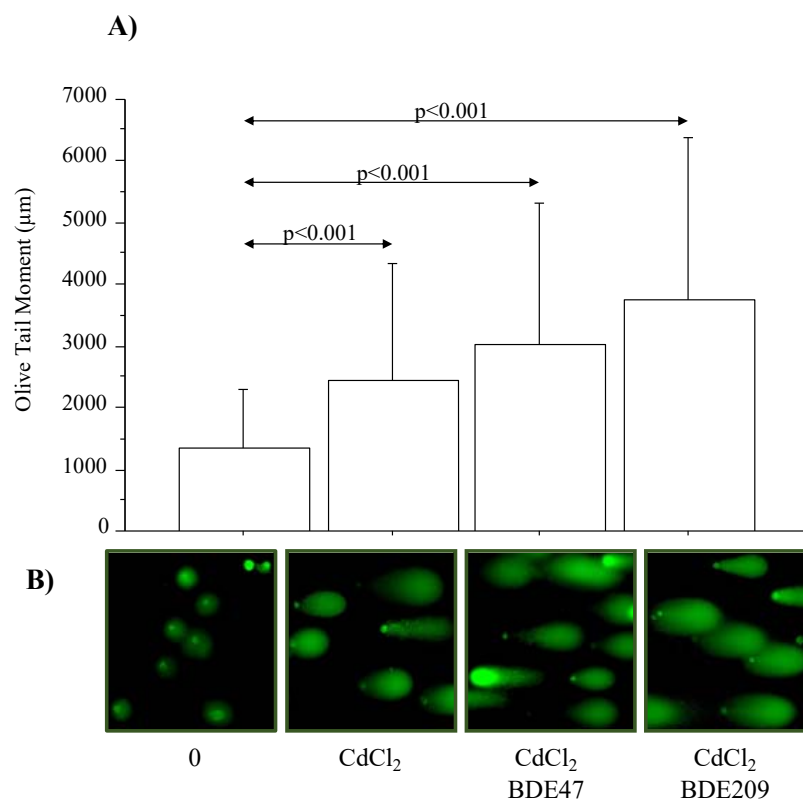 A)
7000
6000
5000
4000
3000
2000
1000
0
Olive Tail Moment (µm)
p<0.001
p<0.001
p<0.001
B)
0
CdCl₂
CdCl₂
BDE47
CdCl₂
BDE209